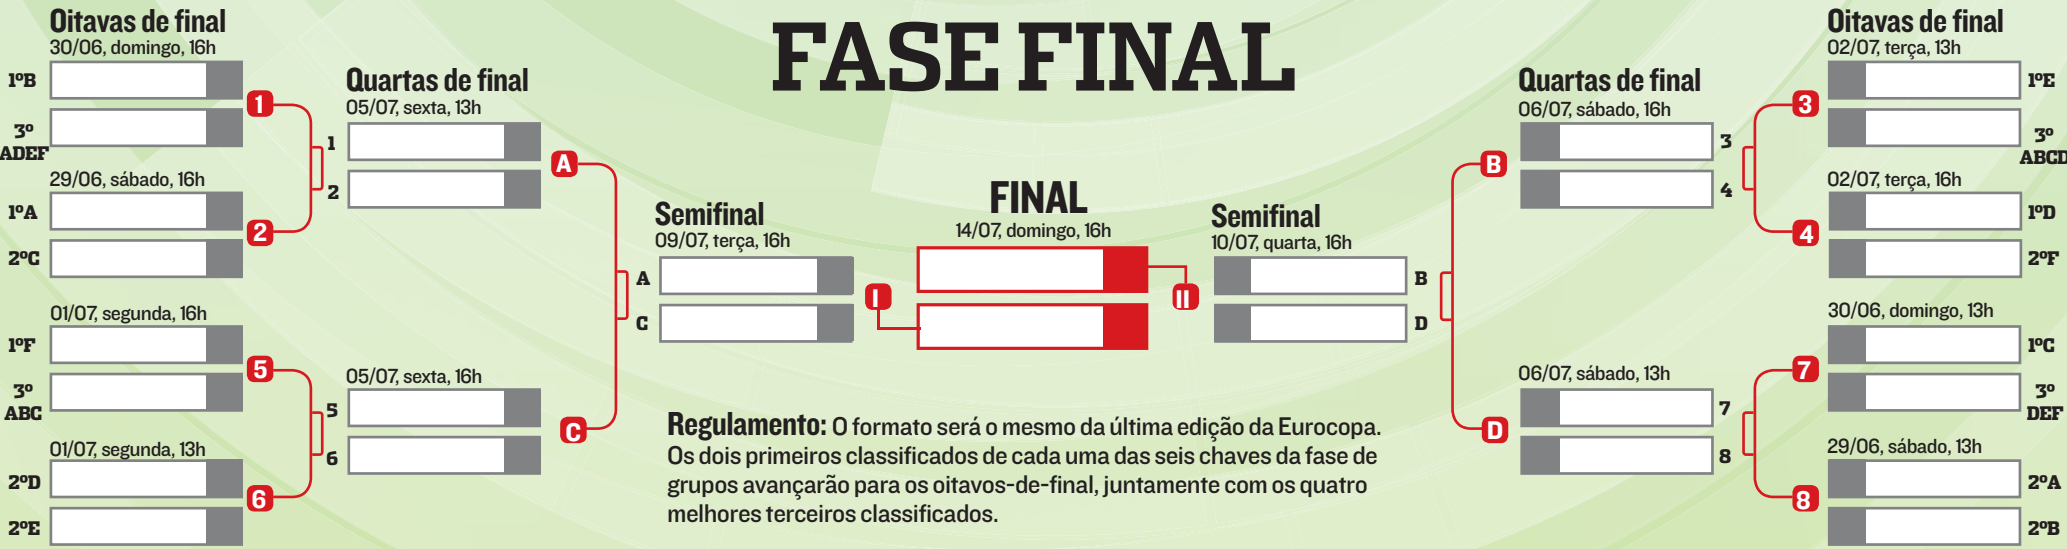 FASE FINAL
Oitavas de final
30/06, domingo, 16h
1ºB
1
3º
ADEF
29/06, sábado, 16h
1ºA
2
2ºC
01/07, segunda, 16h
1ºF
5
3º
ABC
01/07, segunda, 13h
2ºD
6
2ºE
Quartas de final
05/07, sexta, 13h
1
A
2
05/07, sexta, 16h
5
C
6
Semifinal
09/07, terça, 16h
A
I
C
FINAL
14/07, domingo, 16h
II
Semifinal
10/07, quarta, 16h
B
D
Quartas de final
06/07, sábado, 16h
B
3
4
06/07, sábado, 13h
D
7
8
Oitavas de final
02/07, terça, 13h
3
1ºE
3º
ABCD
02/07, terça, 16h
4
1ºD
2ºF
30/06, domingo, 13h
7
1ºC
3º
DEF
29/06, sábado, 13h
8
2ºA
2ºB
Regulamento: O formato será o mesmo da última edição da Eurocopa.
Os dois primeiros classificados de cada uma das seis chaves da fase de
grupos avançarão para os oitavos-de-final, juntamente com os quatro
melhores terceiros classificados.